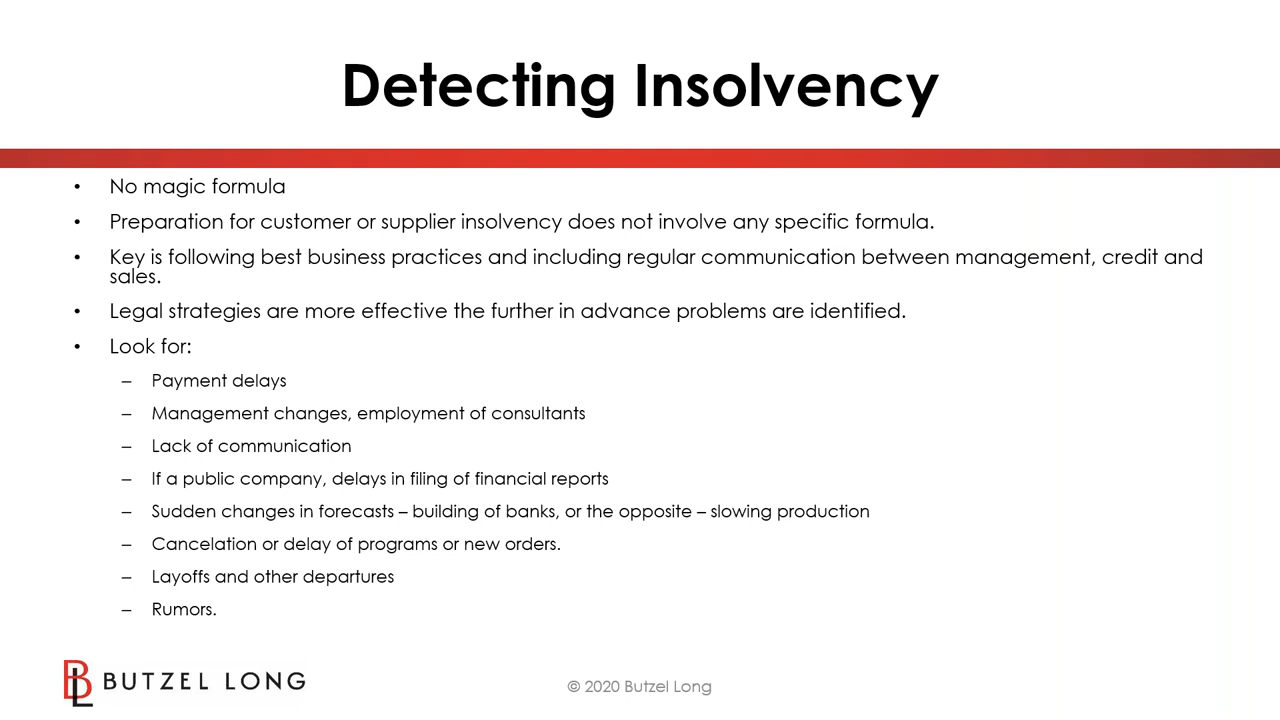 Detecting Insolvency
• No magic formula
• Preparation for customer or supplier insolvency does not involve any specific formula.
• Key is following best business practices and including regular communication between management, credit and
sales.
• Legal strategies are more effective the further in advance problems are identified.
• Look for:
– Payment delays
– Management changes, employment of consultants
– Lack of communication
– If a public company, delays in filing of financial reports
– Sudden changes in forecasts – building of banks, or the opposite – slowing production
– Cancelation or delay of programs or new orders.
– Layoffs and other departures
– Rumors.
BL BUTZEL LONG
© 2020 Butzel Long